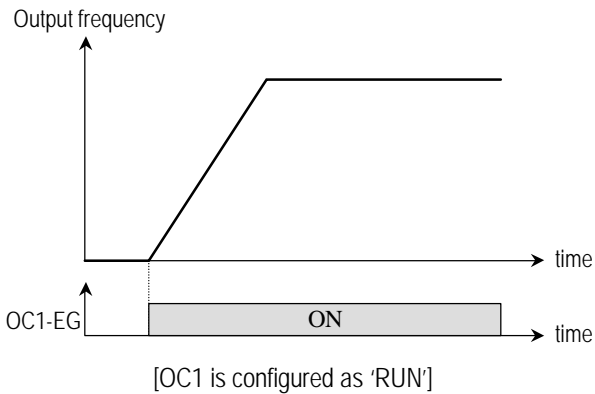 Output frequency
time
OC1-EG
ON
time
[OC1 is configured as ‘RUN’]